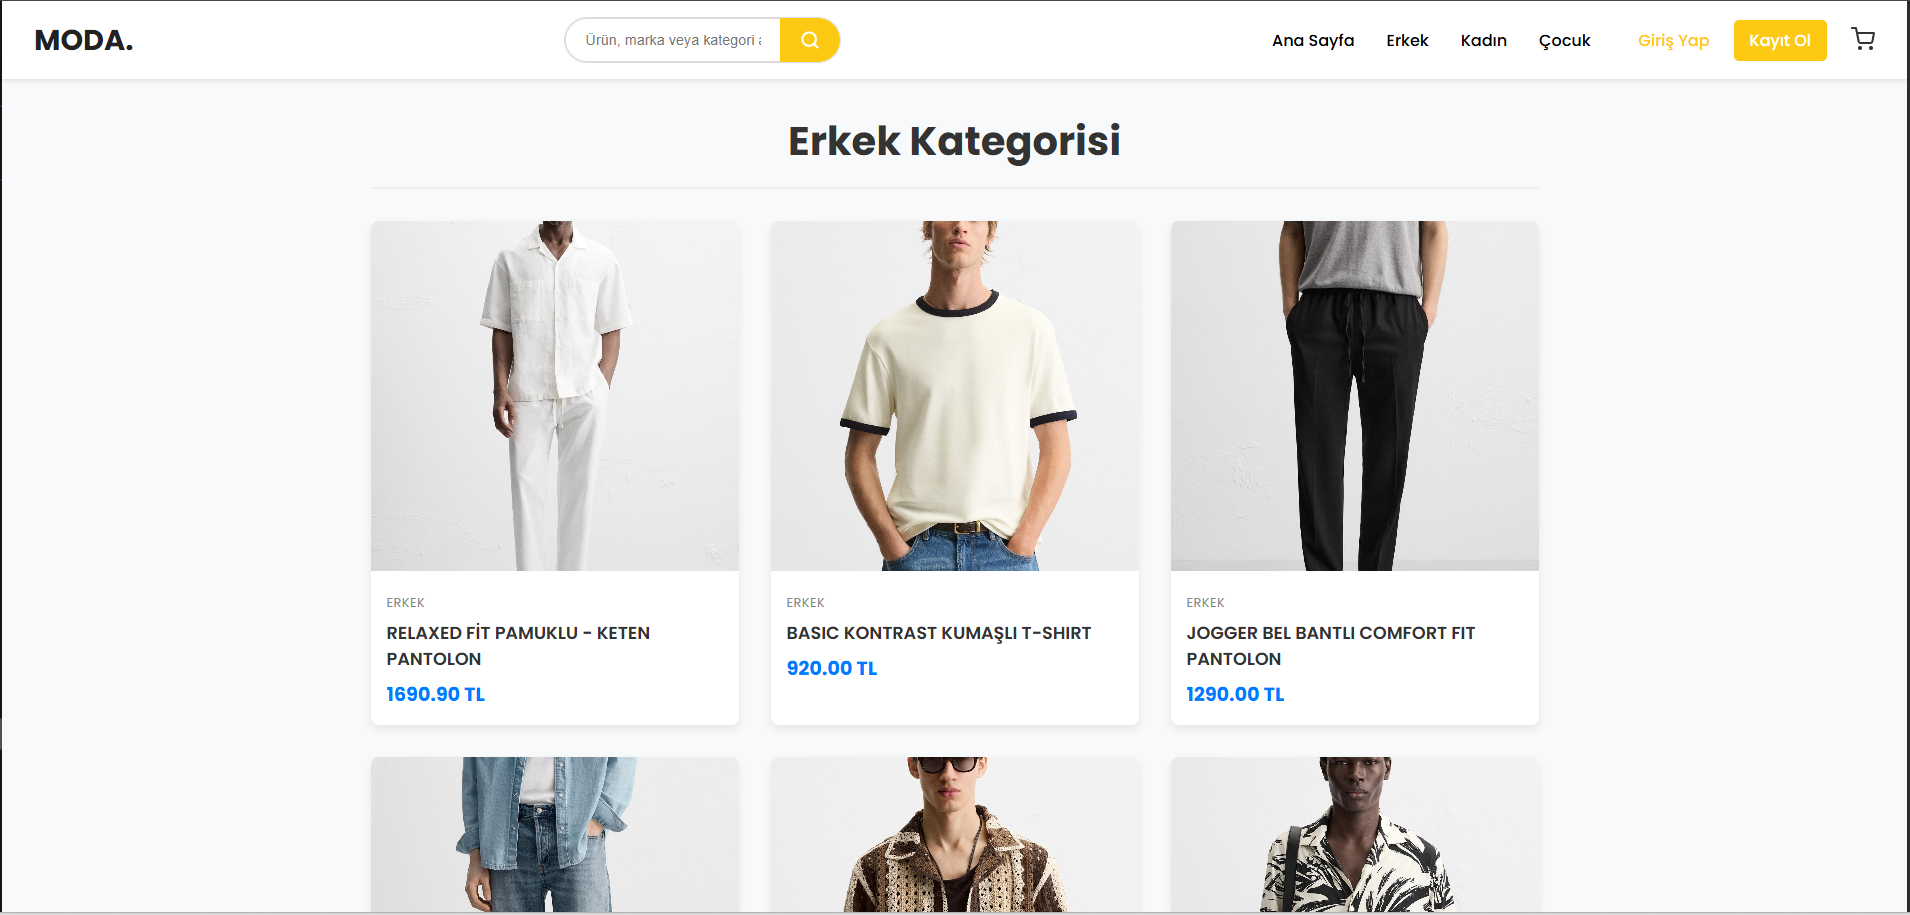 MODA.
Ürün, marka veya kategori a
Ana Sayfa
Erkek
Kadın
Çocuk
Giriş Yap
Kayıt Ol
Erkek Kategorisi
ERKEK
RELAXED FİT PAMUKLU - KETEN
PANTOLON
1690.90 TL
ERKEK
BASIC KONTRAST KUMAŞLI T-SHIRT
920.00 TL
ERKEK
JOGGER BEL BANTLI COMFORT FIT
PANTOLON
1290.00 TL